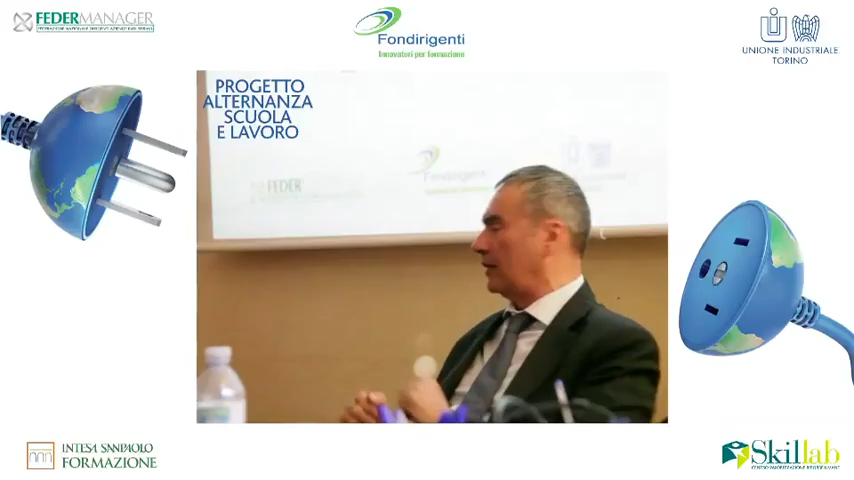 FEDERMANAGER
Fondirigenti
Innovatori per formazione
UNIONE INDUSTRIALE
TORINO
PROGETTO
ALTERNANZA
SCUOLA
E LAVORO
Fondirigenti
FEDER
INTESA SANPAOLO
FORMAZIONE
Skillab